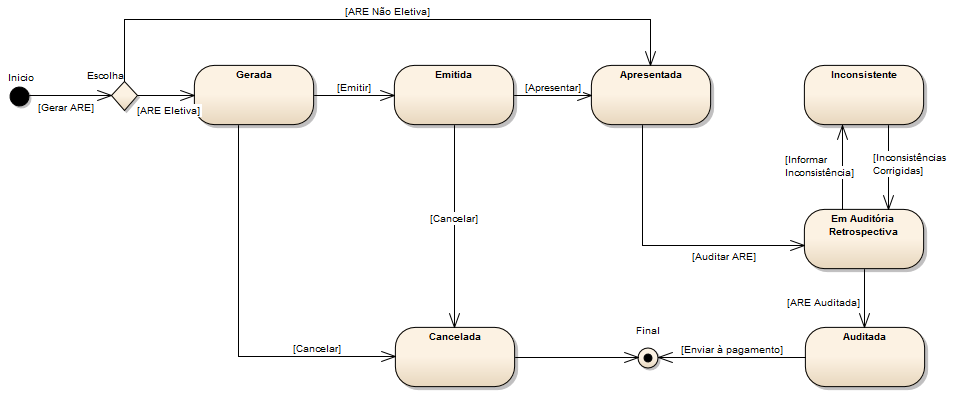 [ARE Não Eletiva]
Inicio
Escolha
Gerada
Emitida
Apresentada
Inconsistente
[Gerar ARE]
[ARE Eletiva]
[Emitir]
[Apresentar]
[Informar
Inconsistência]
[Inconsistências
Corrigidas]
[Cancelar]
Em Auditória
Retrospectiva
[Auditar ARE]
[ARE Auditada]
[Cancelar]
Cancelada
Final
[Enviar à pagamento]
Auditada